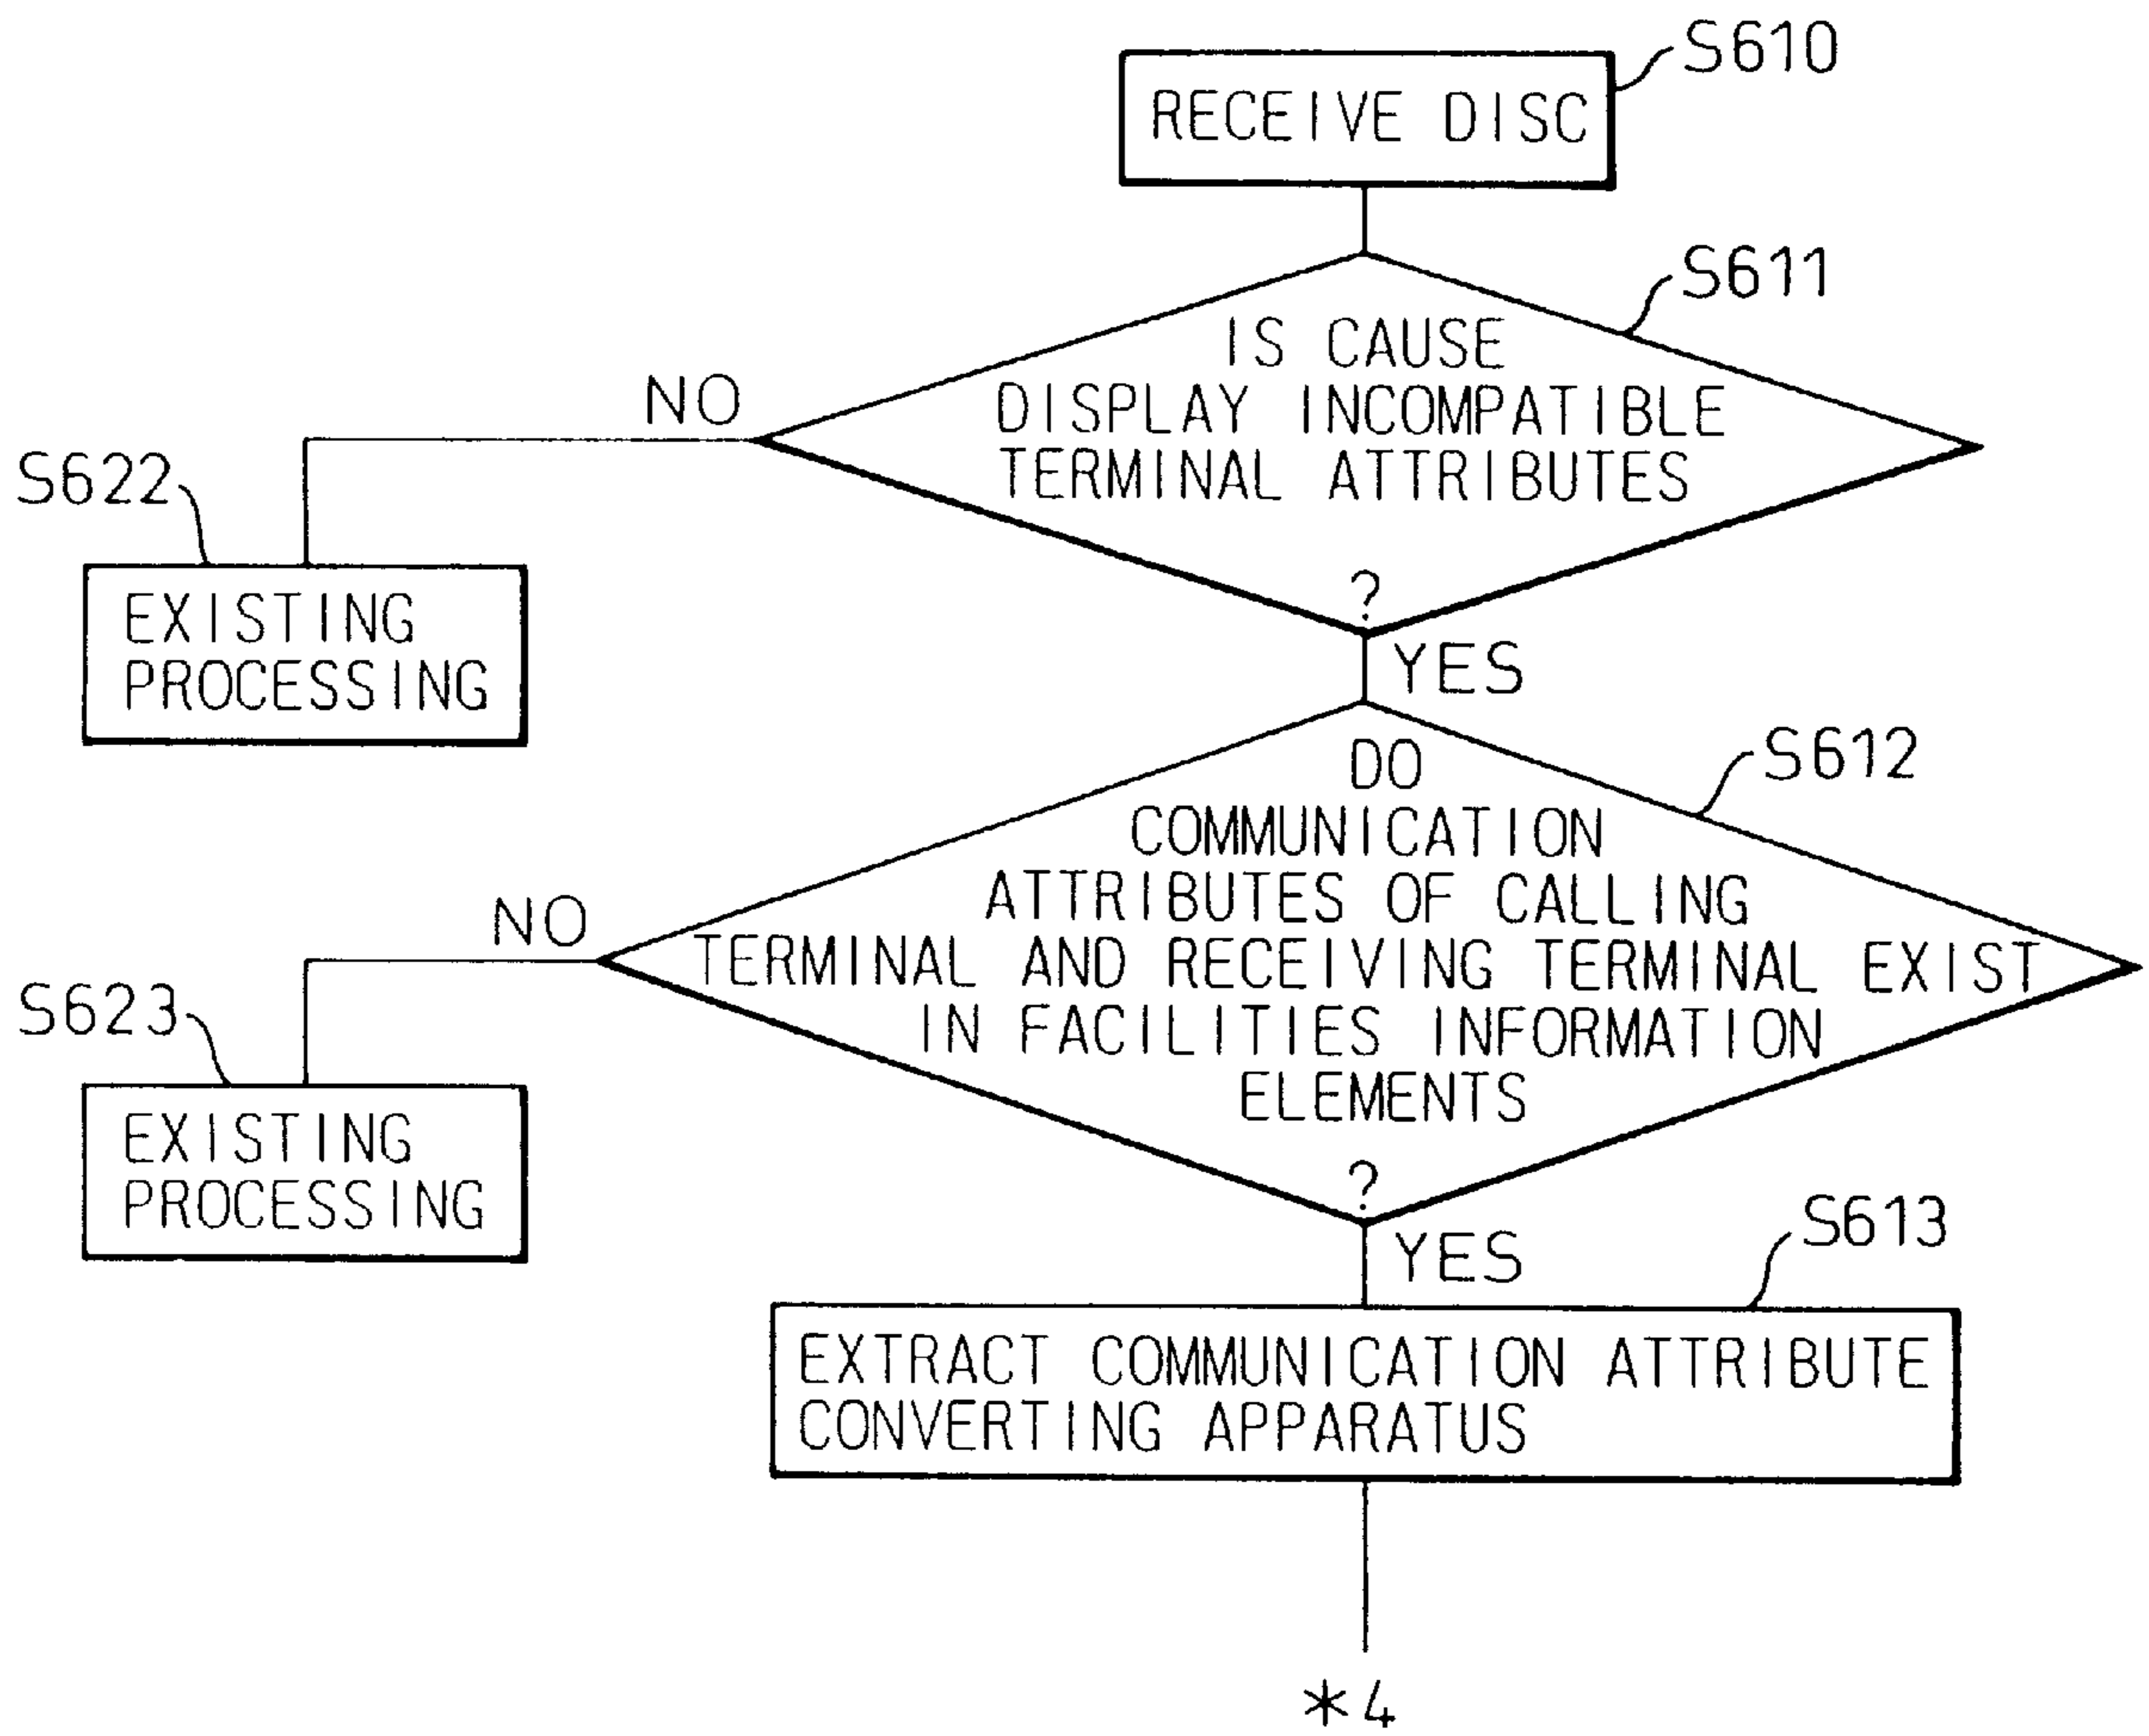 S610
RECEIVE DISC
S611
IS CAUSE
DISPLAY INCOMPATIBLE
TERMINAL ATTRIBUTES
?
NO
YES
S622
EXISTING
PROCESSING
S612
DO
COMMUNICATION
ATTRIBUTES OF CALLING
TERMINAL AND RECEIVING TERMINAL EXIST
IN FACILITIES INFORMATION
ELEMENTS
?
NO
YES
S623
EXISTING
PROCESSING
S613
EXTRACT COMMUNICATION ATTRIBUTE
CONVERTING APPARATUS
*4